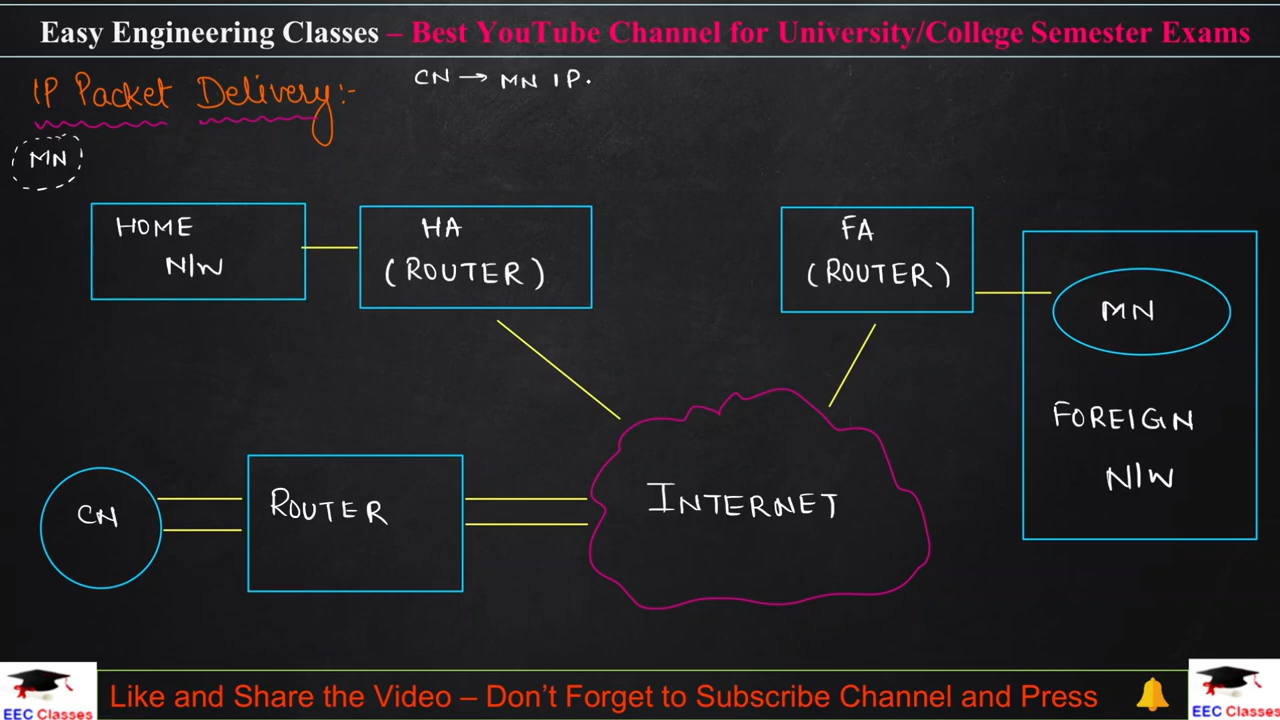 Easy Engineering Classes – Best YouTube Channel for University/College Semester Exams
IP Packet Delivery:-
CN → MN IP.
MN
HOME
N/W
HA
(ROUTER)
FA
(ROUTER)
MN
FOREIGN
N/W
CN
ROUTER
INTERNET
EEC Classes
Like and Share the Video – Don't Forget to Subscribe Channel and Press
EEC Classes